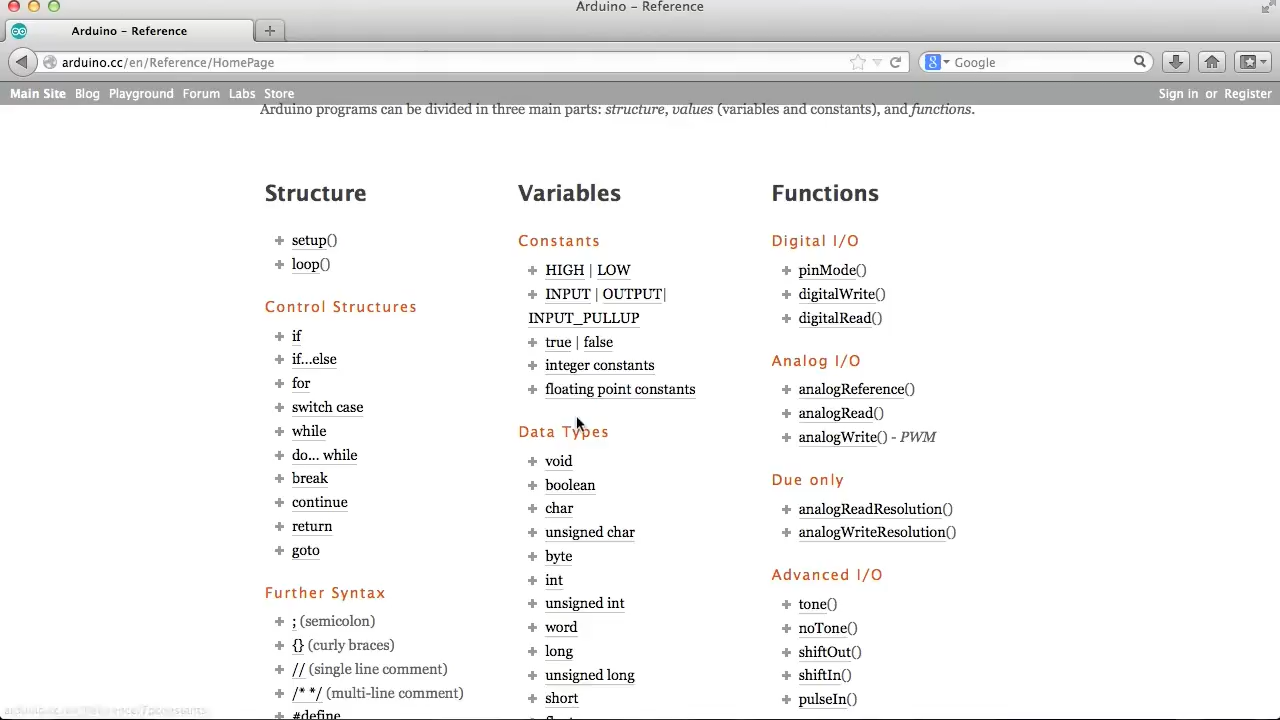 Arduino - Reference
Arduino - Reference
arduino.cc/en/Reference/HomePage
Google
Main Site Blog Playground Forum Labs Store
Sign in or Register
Arduino programs can be divided in three main parts: structure, values (variables and constants), and functions.
Structure
setup()
loop()
Control Structures
if
if...else
for
switch case
while
do... while
break
continue
return
goto
Further Syntax
; (semicolon)
{} (curly braces)
// (single line comment)
/* */ (multi-line comment)
#define
Variables
Constants
HIGH | LOW
INPUT | OUTPUT|
INPUT_PULLUP
true | false
integer constants
floating point constants
Data Types
void
boolean
char
unsigned char
byte
int
unsigned int
word
long
unsigned long
short
Functions
Digital I/O
pinMode()
digitalWrite()
digitalRead()
Analog I/O
analogReference()
analogRead()
analogWrite() - PWM
Due only
analogReadResolution()
analogWriteResolution()
Advanced I/O
tone()
noTone()
shiftOut()
shiftIn()
pulseIn()